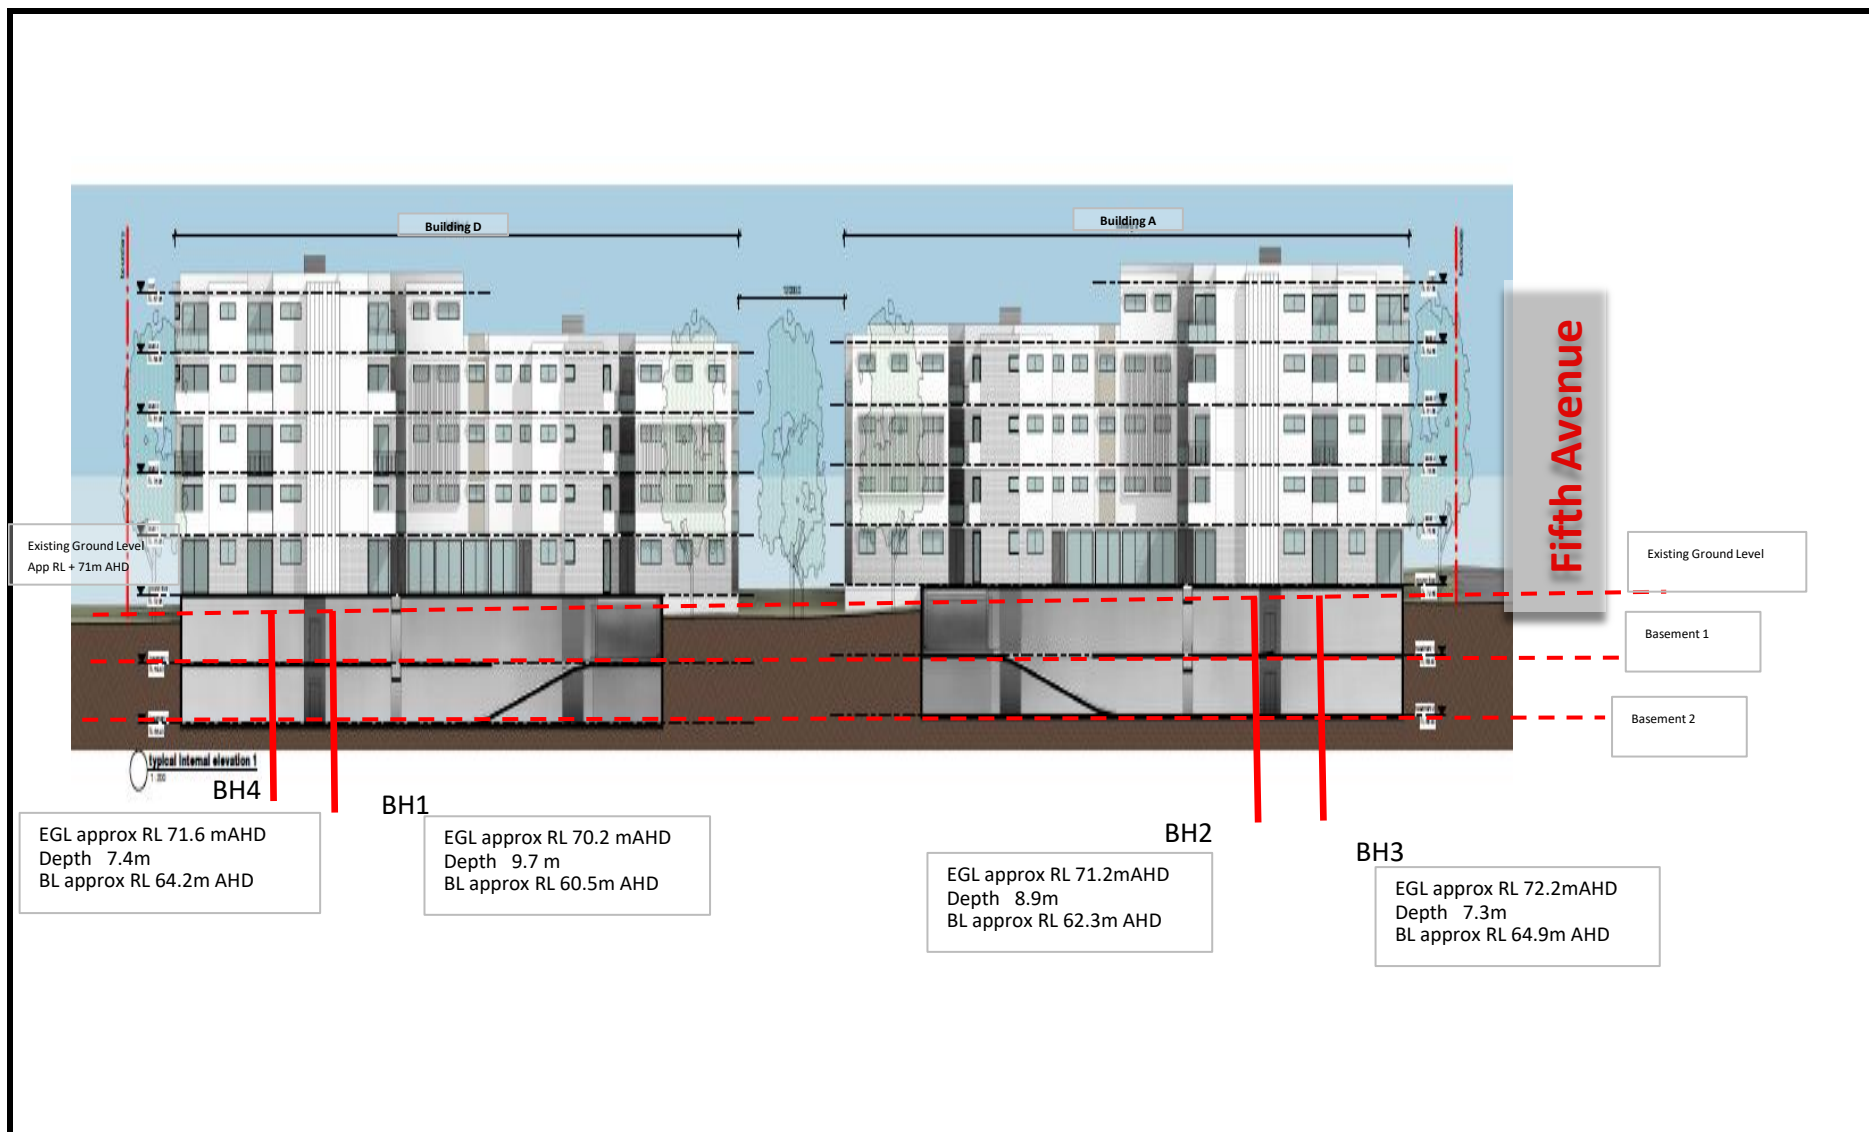 Building D
Building A
Fifth Avenue
Existing Ground Level
App RL + 71m AHD
Existing Ground Level
Basement 1
Basement 2
typical internal elevation 1
BH4
EGL approx RL 71.6 mAHD
Depth 7.4m
BL approx RL 64.2m AHD
BH1
EGL approx RL 70.2 mAHD
Depth 9.7 m
BL approx RL 60.5m AHD
BH2
EGL approx RL 71.2mAHD
Depth 8.9m
BL approx RL 62.3m AHD
BH3
EGL approx RL 72.2mAHD
Depth 7.3m
BL approx RL 64.9m AHD